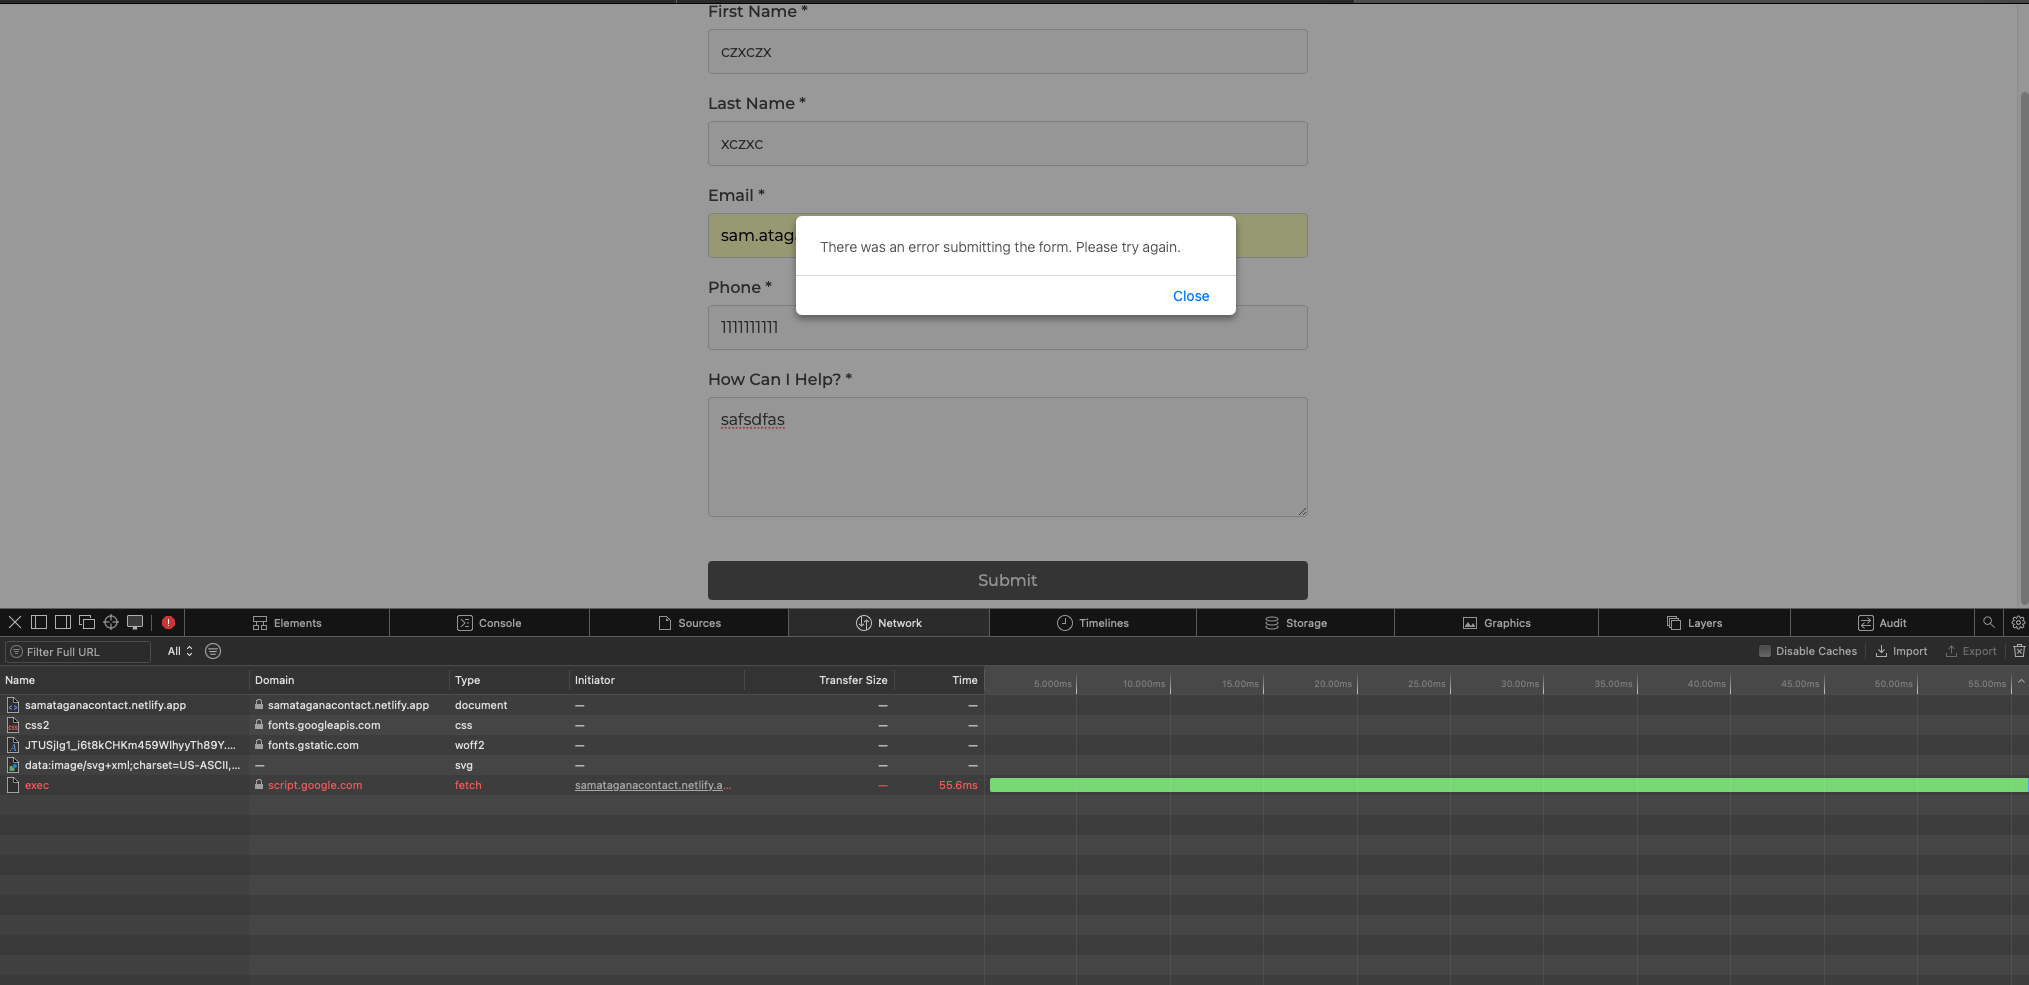 First Name *
czxczx
Last Name *
xczxc
Email *
There was an error submitting the form. Please try again.
Close
Phone *
1111111111
How Can I Help? *
safsdfas
Submit
Elements Console Sources Network Timelines Storage Graphics Layers Audit
Filter Full URL All Disable Caches Import Export
Name Domain Type Initiator Transfer Size Time 5.000ms 10.000ms 15.00ms 20.00ms 25.00ms 30.00ms 35.00ms 40.00ms 45.00ms 50.00ms 55.00ms
samataganacontact.netlify.app samataganacontact.netlify.app document — — —
css2 fonts.googleapis.com css — — —
fonts.gstatic.com woff2 — — —
data:image/svg+xml;charset=US-ASCII,... — svg — — —
exec script.google.com fetch samataganacontact.netlify.a... — 55.6ms